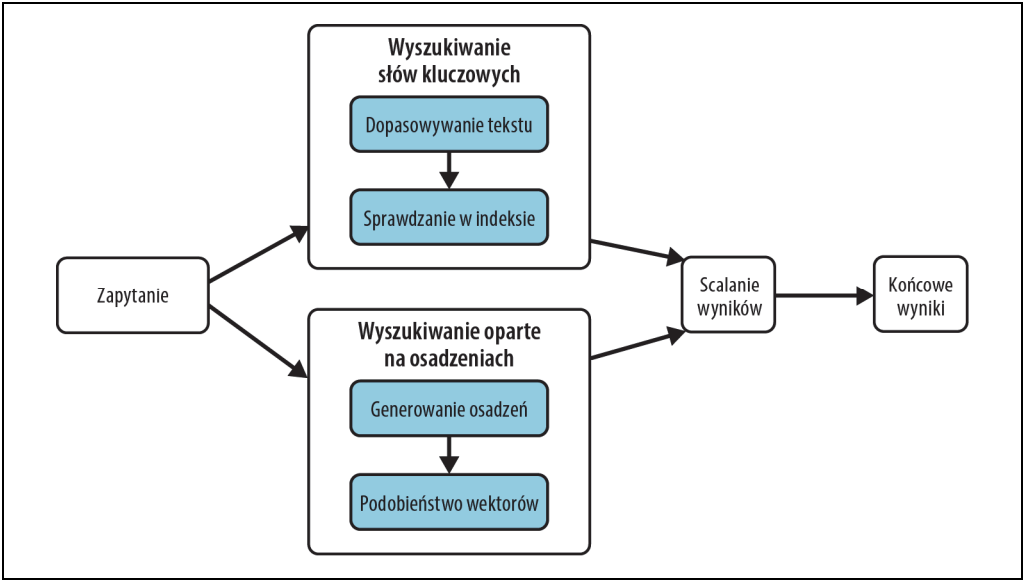 Zapytanie
Wyszukiwanie
słów kluczowych
Dopasowywanie tekstu
Sprawdzanie w indeksie
Wyszukiwanie oparte
na osadzeniach
Generowanie osadzeń
Podobieństwo wektorów
Scalanie
wyników
Końcowe
wyniki